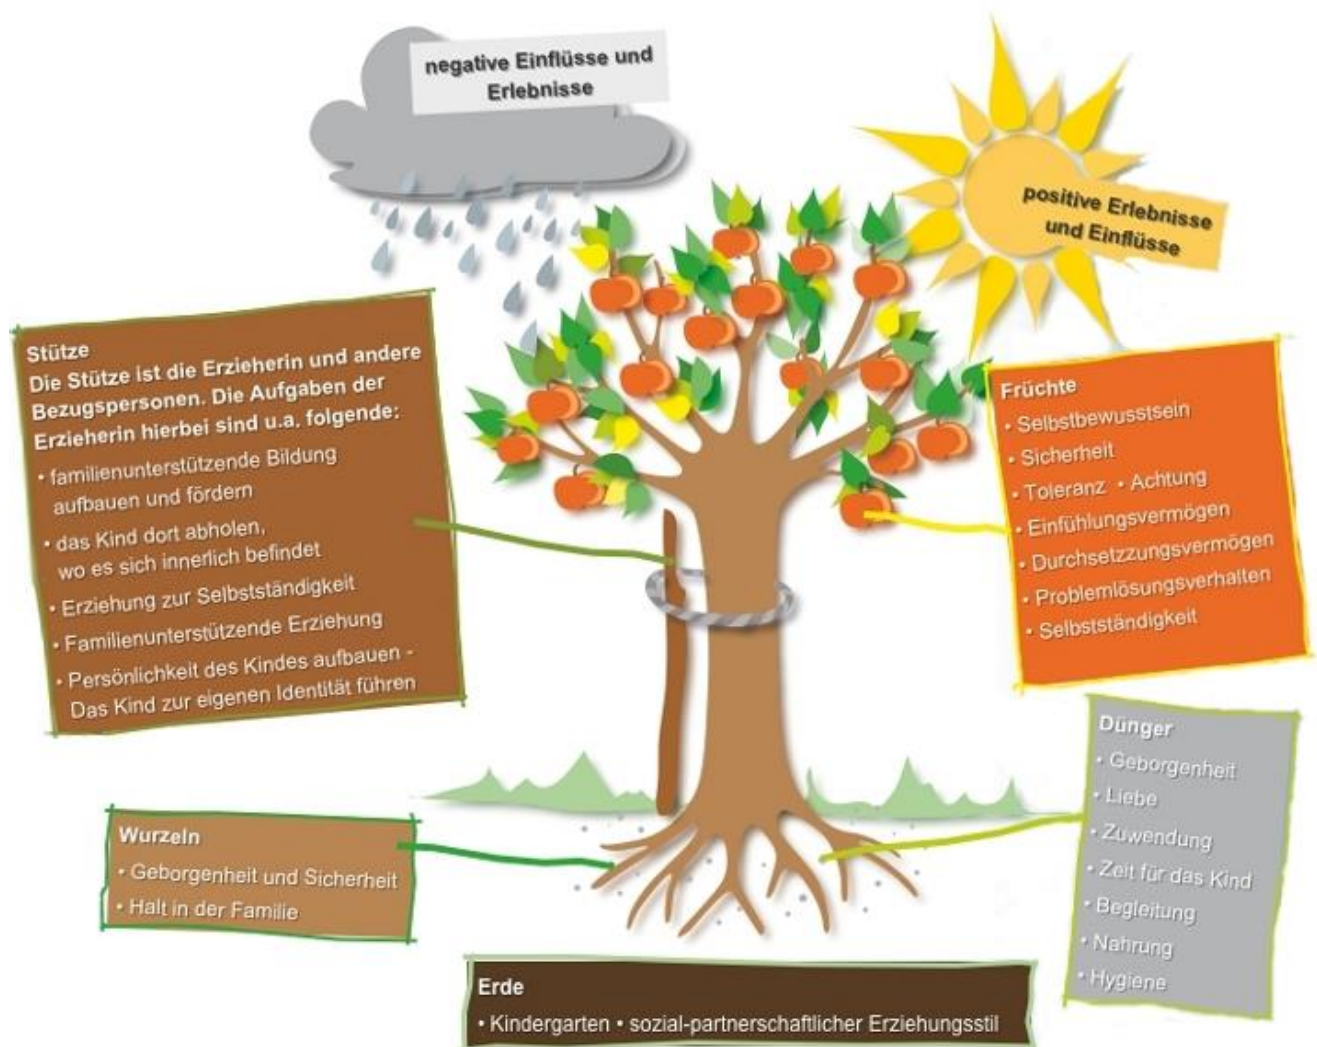 negative Einflüsse und
Erlebnisse
positive Erlebnisse
und Einflüsse
Stütze
Die Stütze ist die Erzieherin und andere
Bezugspersonen. Die Aufgaben der
Erzieherin hierbei sind u.a. folgende:
• familienunterstützende Bildung
aufbauen und fördern
• das Kind dort abholen,
wo es sich innerlich befindet
• Erziehung zur Selbstständigkeit
• Familienunterstützende Erziehung
• Persönlichkeit des Kindes aufbauen -
Das Kind zur eigenen Identität führen
Früchte
• Selbstbewusstsein
• Sicherheit
• Toleranz • Achtung
• Einfühlungsvermögen
• Durchsetzzungsvermögen
• Problemlösungsverhalten
• Selbstständigkeit
Wurzeln
• Geborgenheit und Sicherheit
• Halt in der Familie
Dünger
• Geborgenheit
• Liebe
• Zuwendung
• Zeit für das Kind
• Begleitung
• Nahrung
• Hygiene
Erde
• Kindergarten • sozial-partnerschaftlicher Erziehungsstil